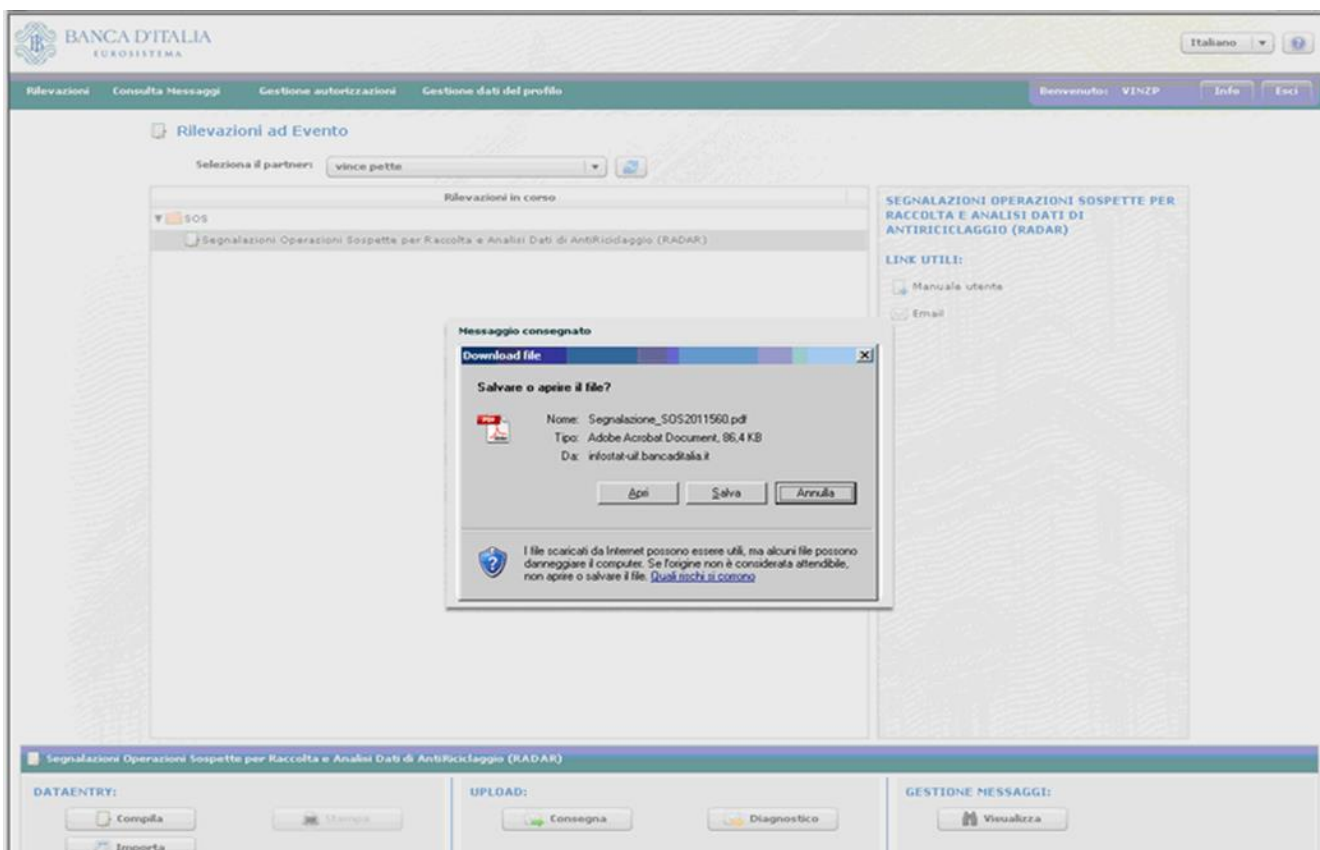 BANCA D'ITALIA
EUROSISTEMA
Italiano
Rilevazioni Consulta Messaggi Gestione autorizzazioni Gestione dati del profilo Benvenuto: VINZP Info Esci
Rilevazioni ad Evento
Seleziona il partner: vince pette
Rilevazioni in corso
SOS
Segnalazioni Operazioni Sospette per Raccolta e Analisi Dati di AntiRiciclaggio (RADAR)
SEGNALAZIONI OPERAZIONI SOSPETTE PER
RACCOLTA E ANALISI DATI DI
ANTIRICICLAGGIO (RADAR)
LINK UTILI:
Manuale utente
Email
Messaggio consegnato
Download file
Salvare o aprire il file?
Nome: Segnalazione_SOS2011560.pdf
Tipo: Adobe Acrobat Document, 86,4 KB
Da: infostat-uif.bancaditalia.it
Apri Salva Annulla
I file scaricati da Internet possono essere utili, ma alcuni file possono
danneggiare il computer. Se l'origine non è considerata attendibile,
non aprire o salvare il file. Quali rischi si corrono
Segnalazioni Operazioni Sospette per Raccolta e Analisi Dati di AntiRiciclaggio (RADAR)
DATAENTRY: UPLOAD: GESTIONE MESSAGGI:
Compila Stampa Consegna Diagnostico Visualizza
Importa